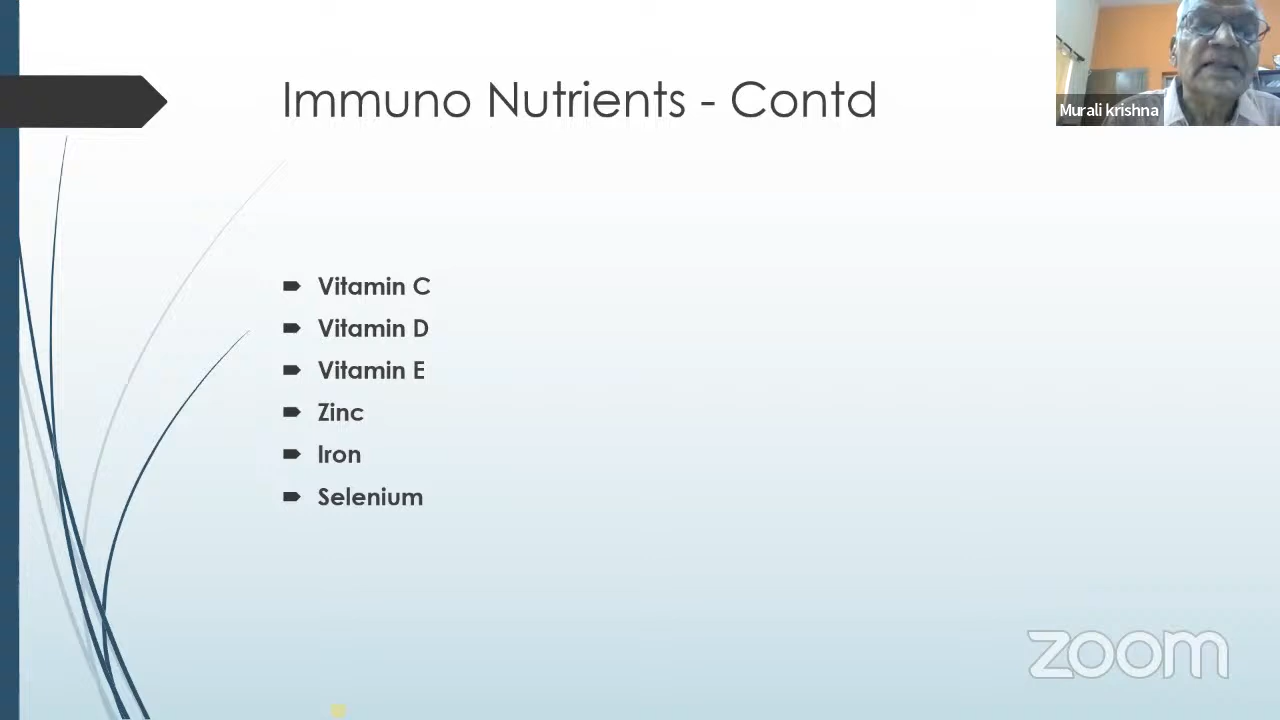 Immuno Nutrients - Contd
Murali krishna
Vitamin C
Vitamin D
Vitamin E
Zinc
Iron
Selenium
zoom